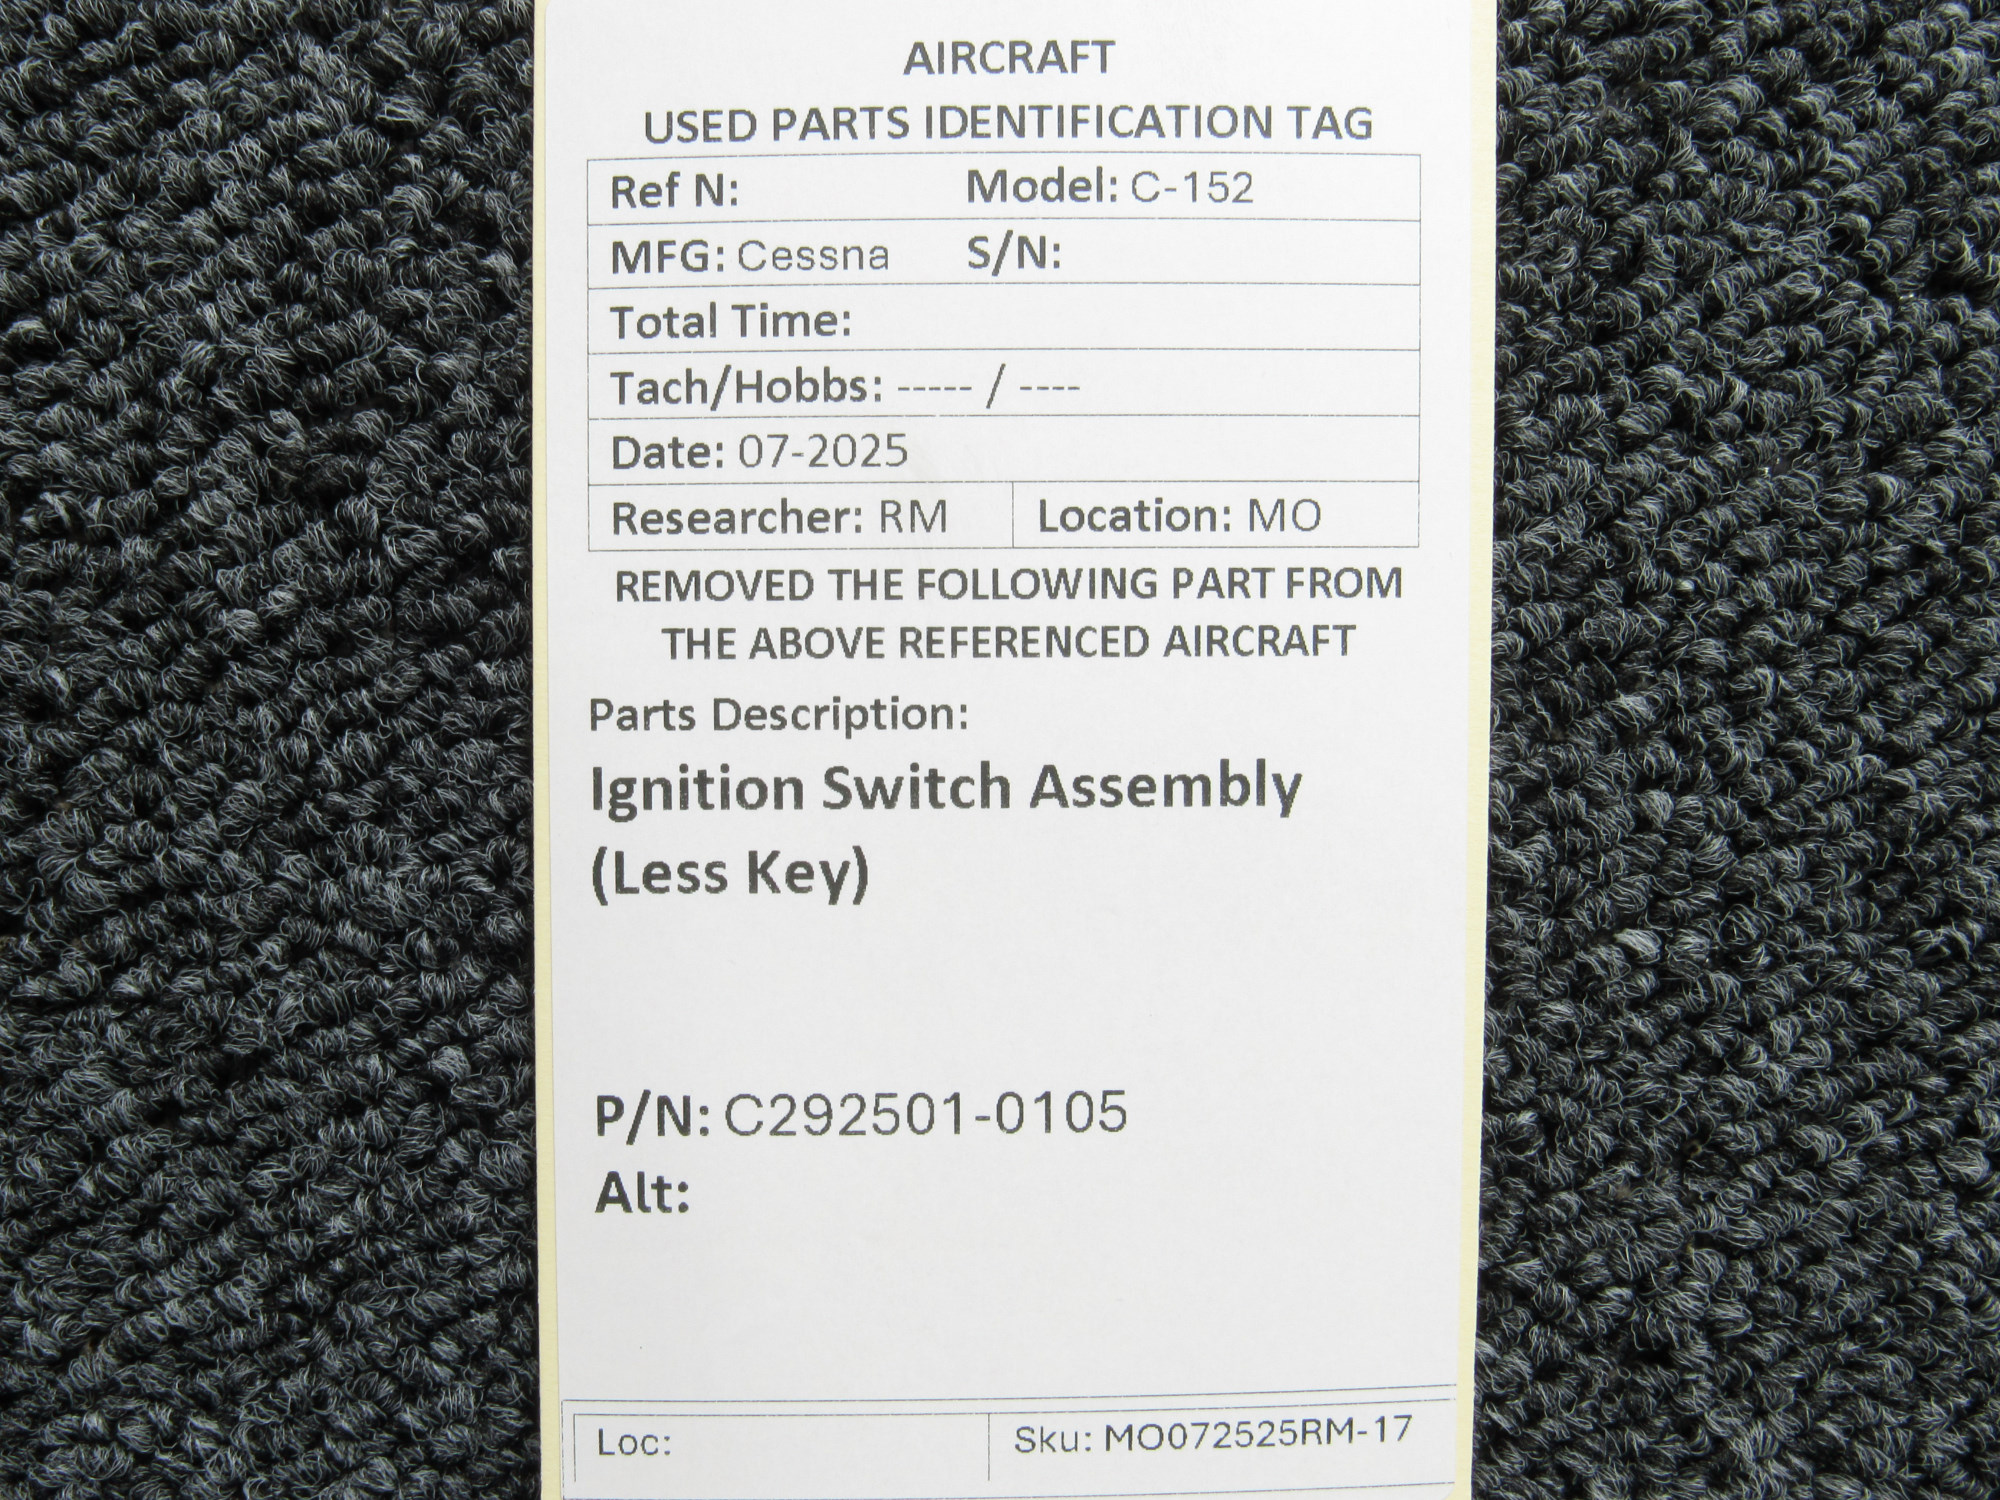 AIRCRAFT
USED PARTS IDENTIFICATION TAG
Ref N: Model: C-152
MFG: Cessna S/N:
Total Time:
Tach/Hobbs: ----- / ----
Date: 07-2025
Researcher: RM Location: MO
REMOVED THE FOLLOWING PART FROM
THE ABOVE REFERENCED AIRCRAFT
Parts Description:
Ignition Switch Assembly
(Less Key)
P/N: C292501-0105
Alt:
Loc: Sku: MO072525RM-17